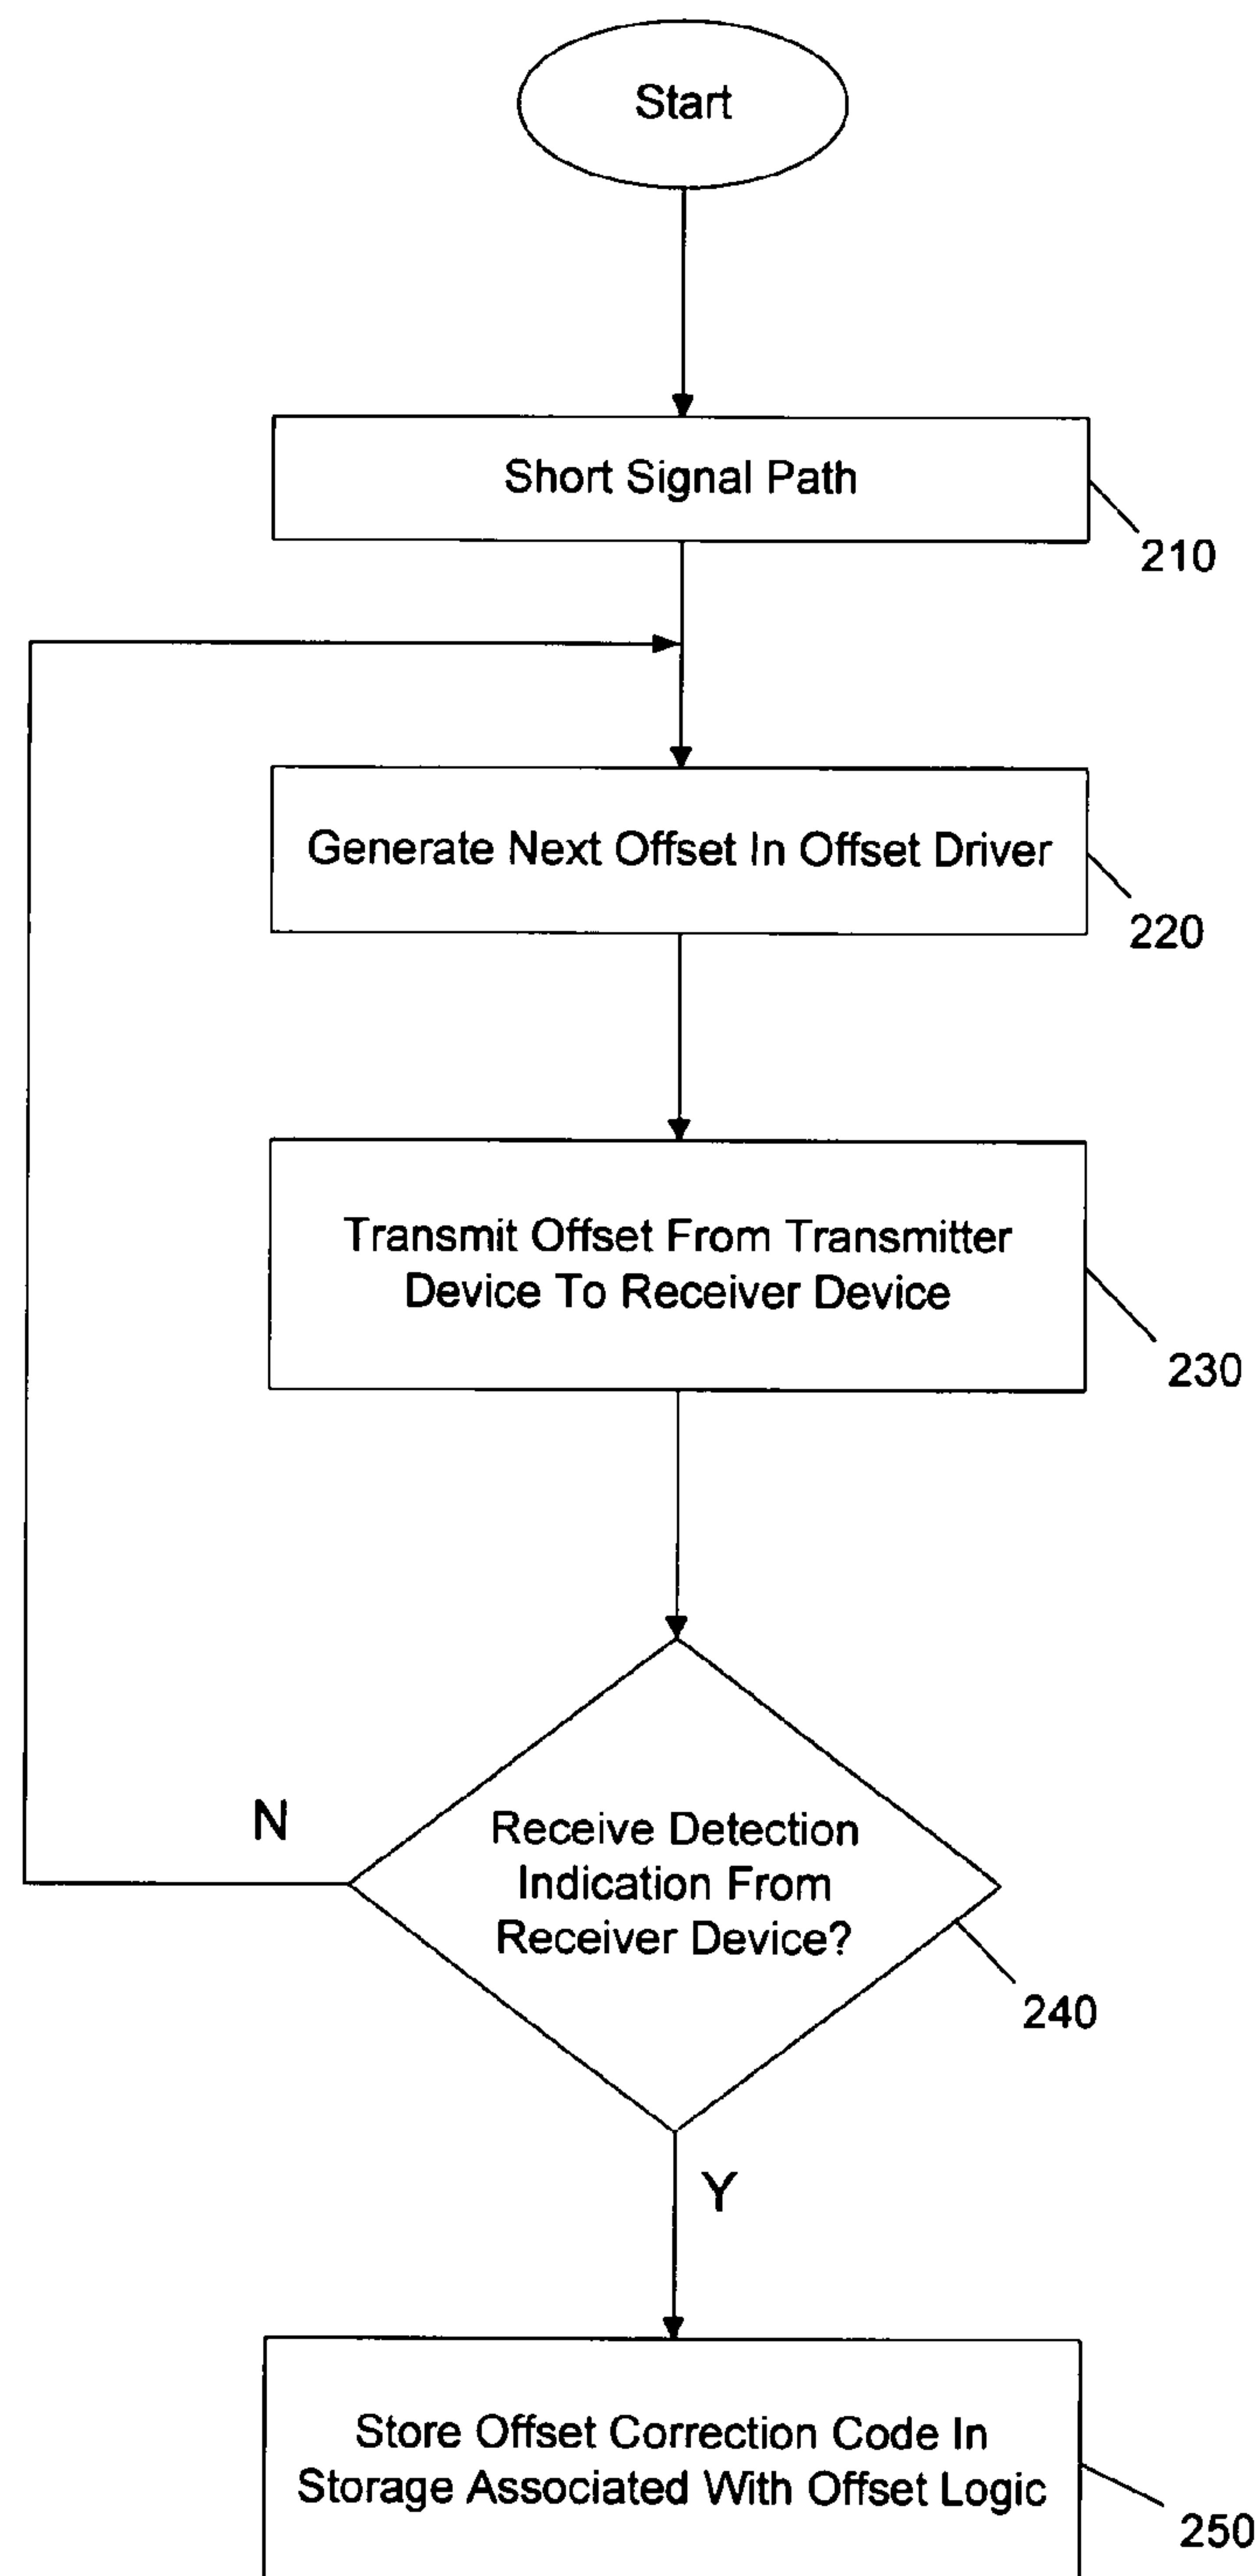 Start
Short Signal Path
210
Generate Next Offset In Offset Driver
220
Transmit Offset From Transmitter
Device To Receiver Device
230
Receive Detection
Indication From
Receiver Device?
N
240
Y
Store Offset Correction Code In
Storage Associated With Offset Logic
250